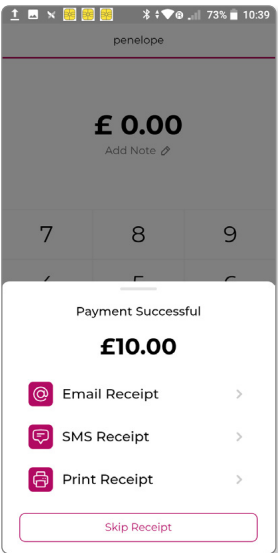 73% 10:39
penelope
£ 0.00
Add Note
7 8 9
Payment Successful
£10.00
Email Receipt
SMS Receipt
Print Receipt
Skip Receipt